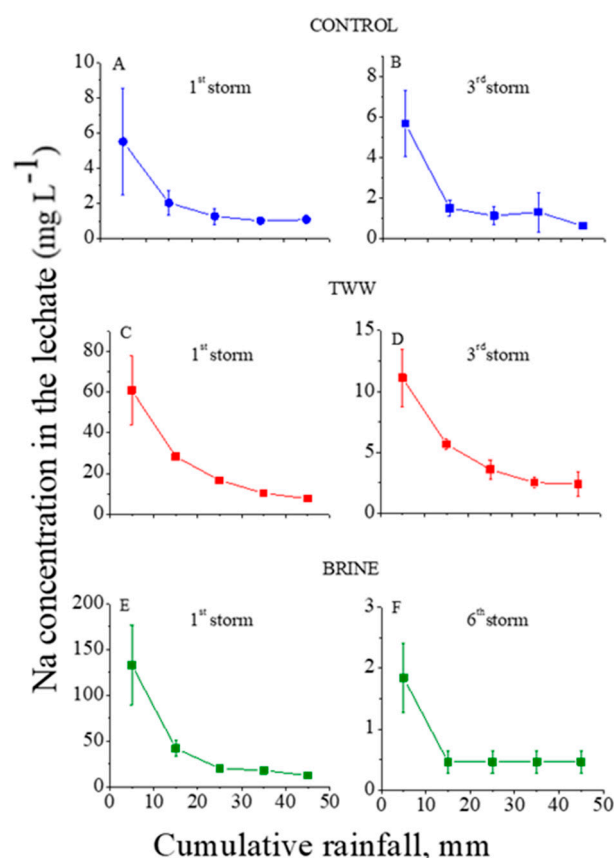 CONTROL
A
1st storm
10
8
6
4
2
0
B
3rd storm
8
6
4
2
0
Na concentration in the lechate (mg L-1)
TWW
C
1st storm
80
60
40
20
0
D
3rd storm
15
10
5
0
BRINE
E
1st storm
200
150
100
50
0
F
6th storm
3
2
1
0
0 10 20 30 40 50
0 10 20 30 40 50
Cumulative rainfall, mm